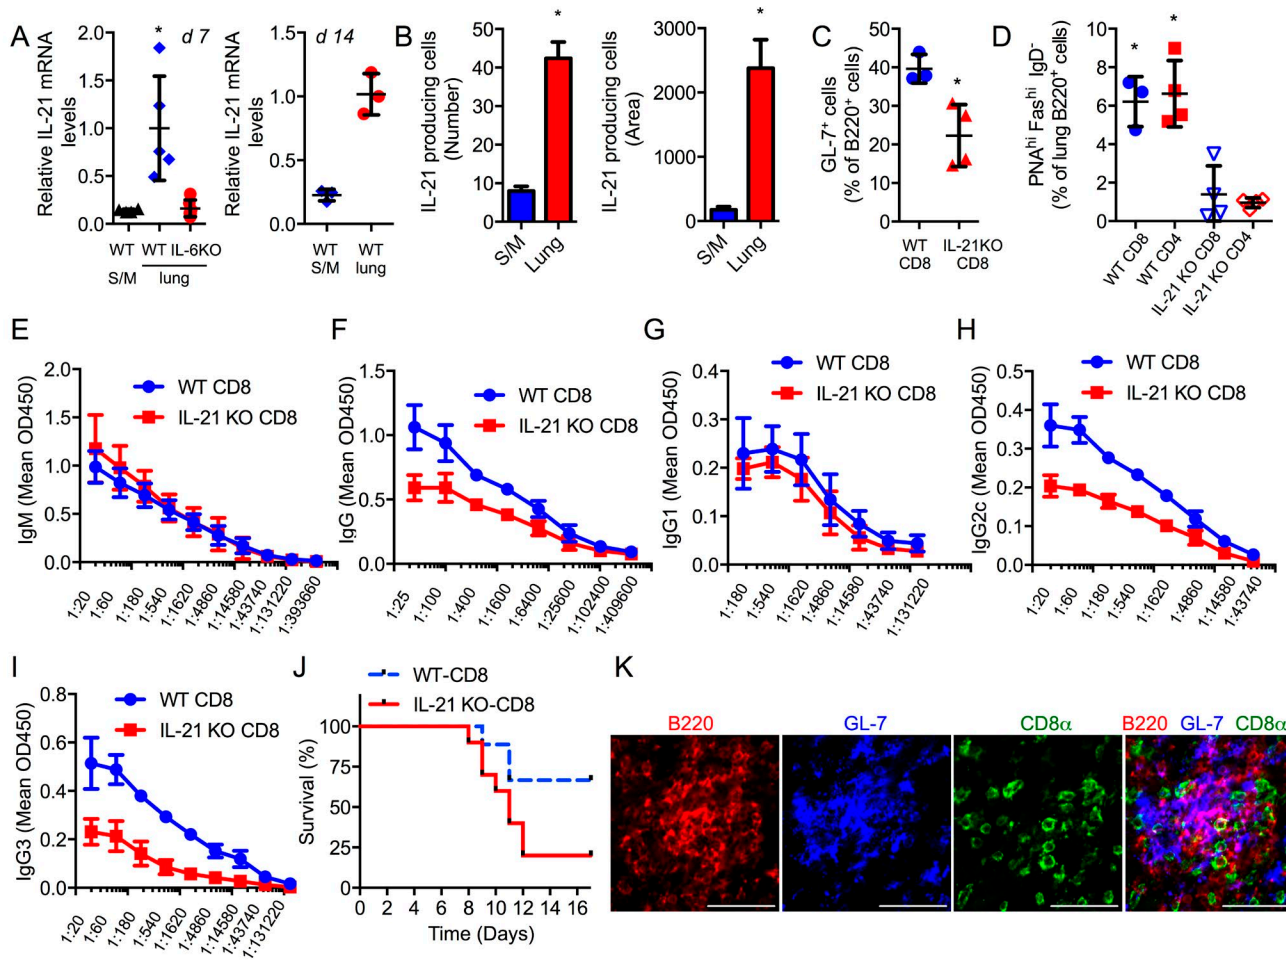 A
Relative IL-21 mRNA
levels
2.0
1.5
1.0
0.5
0.0
*
d 7
WT
WT IL-6KO
S/M
lung
Relative IL-21 mRNA
levels
1.5
1.0
0.5
0.0
d 14
WT
S/M
WT
lung
B
IL-21 producing cells
(Number)
50
40
30
20
10
0
*
S/M
Lung
IL-21 producing cells
(Area)
3000
2000
1000
0
*
S/M
Lung
C
GL-7+ cells
(% of B220+ cells)
50
40
30
20
10
0
*
WT
CD8
IL-21KO
CD8
D
PNAhi Fashi IgD-
(% of lung B220+ cells)
10
8
6
4
2
0
*
*
WT CD8
WT CD4
IL-21 KO CD8
IL-21 KO CD4
E
IgM (Mean OD450)
2.0
1.5
1.0
0.5
0.0
WT CD8
IL-21 KO CD8
1:20
1:60
1:180
1:540
1:1620
1:4860
1:14580
1:43740
1:131220
1:393660
F
IgG (Mean OD450)
1.5
1.0
0.5
0.0
WT CD8
IL-21 KO CD8
1:25
1:100
1:400
1:1600
1:6400
1:25600
1:102400
1:409600
G
IgG1 (Mean OD450)
0.4
0.3
0.2
0.1
0.0
WT CD8
IL-21 KO CD8
1:180
1:540
1:1620
1:4860
1:14580
1:43740
1:131220
H
IgG2c (Mean OD450)
0.5
0.4
0.3
0.2
0.1
0.0
WT CD8
IL-21 KO CD8
1:20
1:60
1:180
1:540
1:1620
1:4860
1:14580
1:43740
I
IgG3 (Mean OD450)
0.8
0.6
0.4
0.2
0.0
WT CD8
IL-21 KO CD8
1:20
1:60
1:180
1:540
1:1620
1:4860
1:14580
1:43740
1:131220
J
WT-CD8
IL-21 KO-CD8
Survival (%)
100
75
50
25
0
0 2 4 6 8 10 12 14 16
Time (Days)
K
B220
GL-7
CD8α
B220 GL-7 CD8α